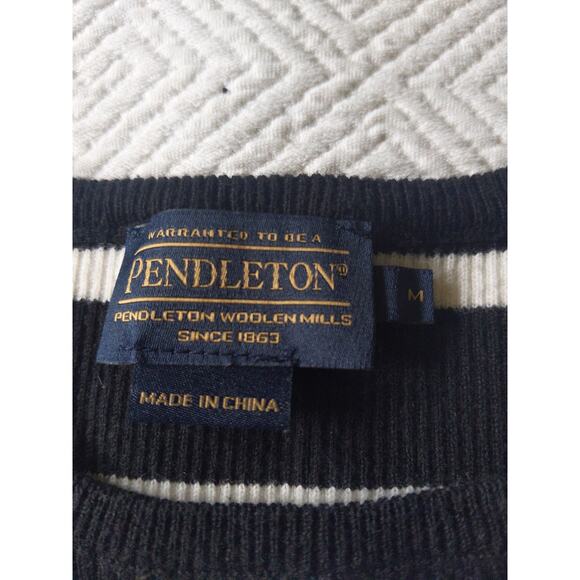 WARRANTED TO BE A
PENDLETON®
M
PENDLETON WOOLEN MILLS
SINCE 1863
MADE IN CHINA